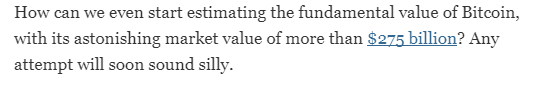 How can we even start estimating the fundamental value of Bitcoin,
with its astonishing market value of more than $275 billion? Any
attempt will soon sound silly.